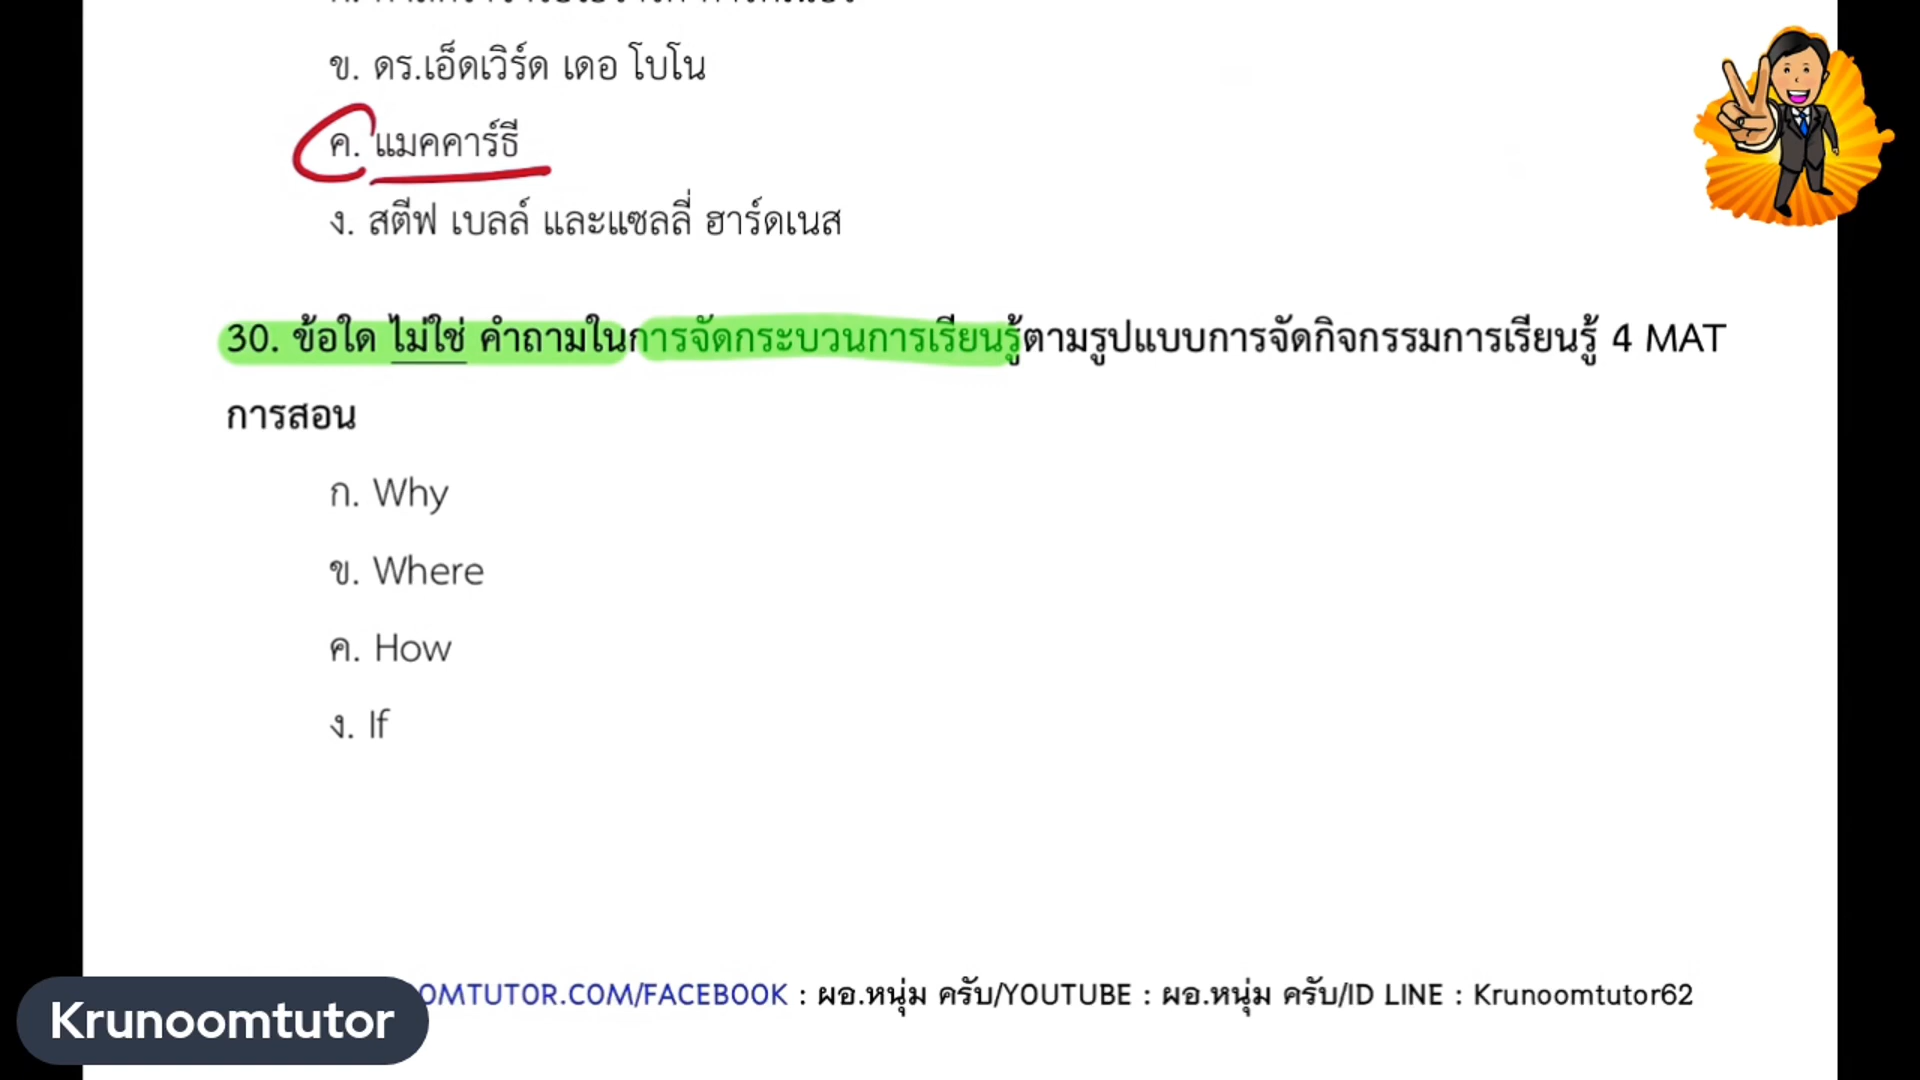 ข. ดร.เอ็ดเวิร์ด เดอ โบโน
ค. แมคคาร์ธี
ง. สตีฟ เบลล์ และแซลลี่ ฮาร์ดเนส
30. ข้อใด ไม่ใช่ คำถามในการจัดกระบวนการเรียนรู้ตามรูปแบบการจัดกิจกรรมการเรียนรู้ 4 MAT
การสอน
ก. Why
ข. Where
ค. How
ง. If
OMTUTOR.COM/FACEBOOK : ผอ.หนุ่ม ครับ/YOUTUBE : ผอ.หนุ่ม ครับ/ID LINE : Krunoomtutor62
Krunoomtutor